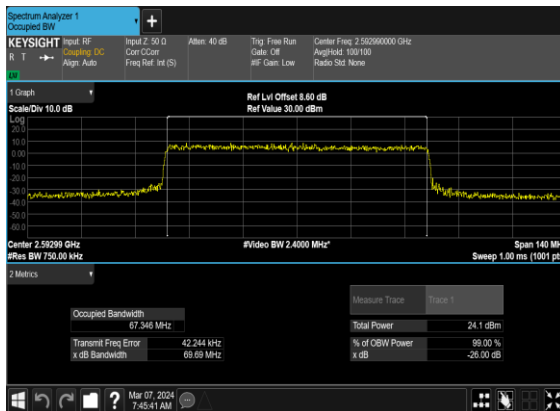 Spectrum Analyzer 1
Occupied BW
KEYSIGHT Input: RF Input Z: 50 Ω Atten: 40 dB Trig: Free Run Center Freq: 2.592990000 GHz
R T Coupling: DC Corr CCorr Gate: Off Avg|Hold: 100/100
Align: Auto Freq Ref: Int (S) #IF Gain: Low Radio Std: None
1 Graph
Ref Lvl Offset 8.60 dB
Scale/Div 10.0 dB Ref Value 30.00 dBm
Log
20.0
10.0
0.00
-10.0
-20.0
-30.0
-40.0
-50.0
-60.0
Center 2.59299 GHz #Video BW 2.4000 MHz* Span 140 MH
#Res BW 750.00 kHz Sweep 1.00 ms (1001 pt
2 Metrics
Measure Trace Trace 1
Occupied Bandwidth
67.346 MHz Total Power 24.1 dBm
Transmit Freq Error 42.244 kHz % of OBW Power 99.00 %
x dB Bandwidth 69.69 MHz x dB -26.00 dB
Mar 07, 2024
7:45:41 AM